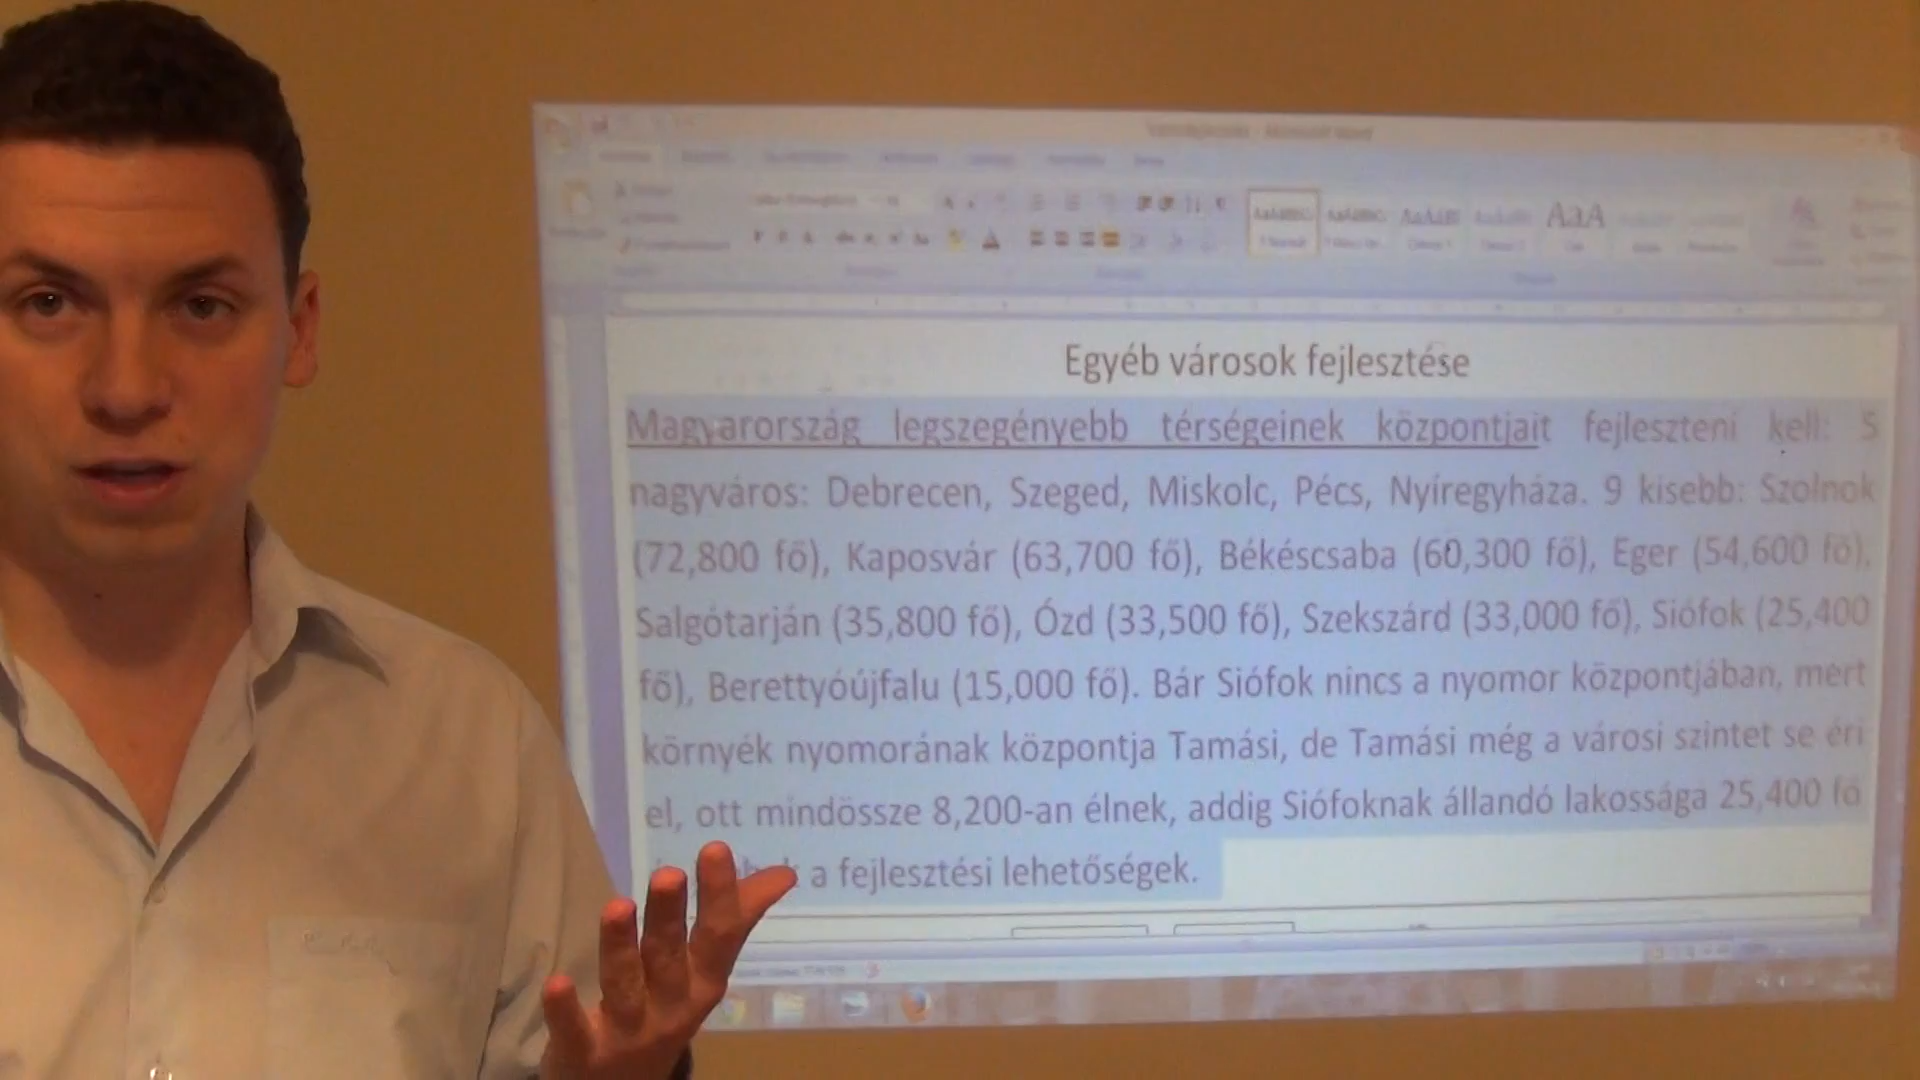 Egyéb városok fejlesztése
Magyarország legszegényebb térségeinek központjait fejleszteni kell: 5
nagyváros: Debrecen, Szeged, Miskolc, Pécs, Nyíregyháza. 9 kisebb: Szolnok
(72,800 fő), Kaposvár (63,700 fő), Békéscsaba (60,300 fő), Eger (54,600 fő),
Salgótarján (35,800 fő), Ózd (33,500 fő), Szekszárd (33,000 fő), Siófok (25,400
fő), Berettyóújfalu (15,000 fő). Bár Siófok nincs a nyomor központjában, mert
környék nyomorának központja Tamási, de Tamási még a városi szintet se éri
el, ott mindössze 8,200-an élnek, addig Siófoknak állandó lakossága 25,400 fő
a fejlesztési lehetőségek.